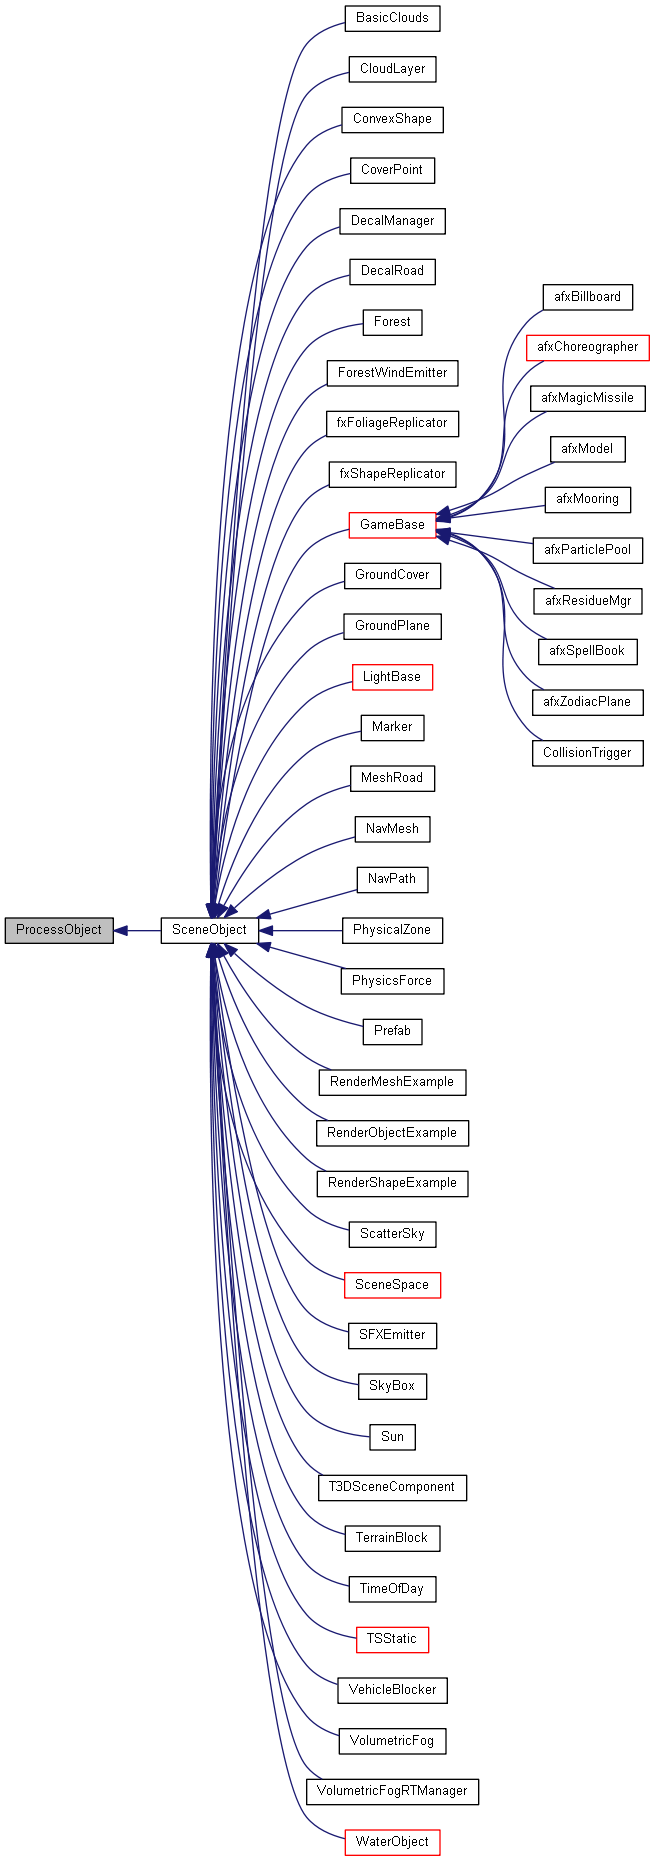 ProcessObject
SceneObject
BasicClouds
CloudLayer
ConvexShape
CoverPoint
DecalManager
DecalRoad
Forest
ForestWindEmitter
fxFoliageReplicator
fxShapeReplicator
GameBase
GroundCover
GroundPlane
LightBase
Marker
MeshRoad
NavMesh
NavPath
PhysicalZone
PhysicsForce
Prefab
RenderMeshExample
RenderObjectExample
RenderShapeExample
ScatterSky
SceneSpace
SFXEmitter
SkyBox
Sun
T3DSceneComponent
TerrainBlock
TimeOfDay
TSStatic
VehicleBlocker
VolumetricFog
VolumetricFogRTManager
WaterObject
afxBillboard
afxChoreographer
afxMagicMissile
afxModel
afxMooring
afxParticlePool
afxResidueMgr
afxSpellBook
afxZodiacPlane
CollisionTrigger